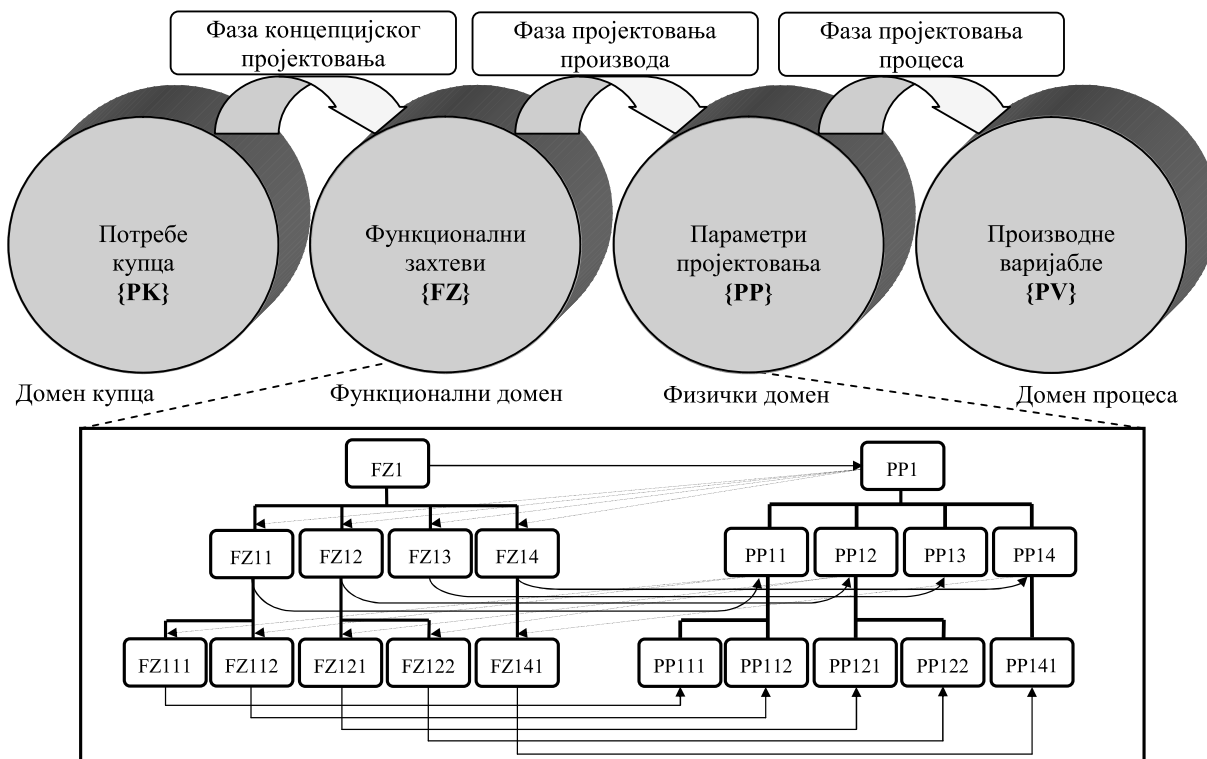 Фаза концепцијског
пројектовања
Фаза пројектовања
производа
Фаза пројектовања
процеса
Потребе
купца
{PK}
Функционални
захтеви
{FZ}
Параметри
пројектовања
{PP}
Производне
варијабле
{PV}
Домен купца
Функционални домен
Физички домен
Домен процеса
FZ1
PP1
FZ11
FZ12
FZ13
FZ14
PP11
PP12
PP13
PP14
FZ111
FZ112
FZ121
FZ122
FZ141
PP111
PP112
PP121
PP122
PP141